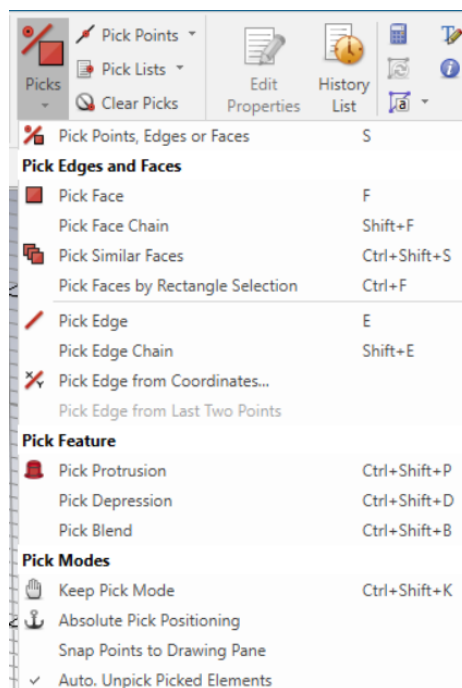 Picks
Pick Points
Pick Lists
Clear Picks
Edit
Properties
History
List
a
Pick Points, Edges or Faces S
Pick Edges and Faces
Pick Face F
Pick Face Chain Shift+F
Pick Similar Faces Ctrl+Shift+S
Pick Faces by Rectangle Selection Ctrl+F
Pick Edge E
Pick Edge Chain Shift+E
Pick Edge from Coordinates...
Pick Edge from Last Two Points
Pick Feature
Pick Protrusion Ctrl+Shift+P
Pick Depression Ctrl+Shift+D
Pick Blend Ctrl+Shift+B
Pick Modes
Keep Pick Mode Ctrl+Shift+K
Absolute Pick Positioning
Snap Points to Drawing Pane
Auto. Unpick Picked Elements